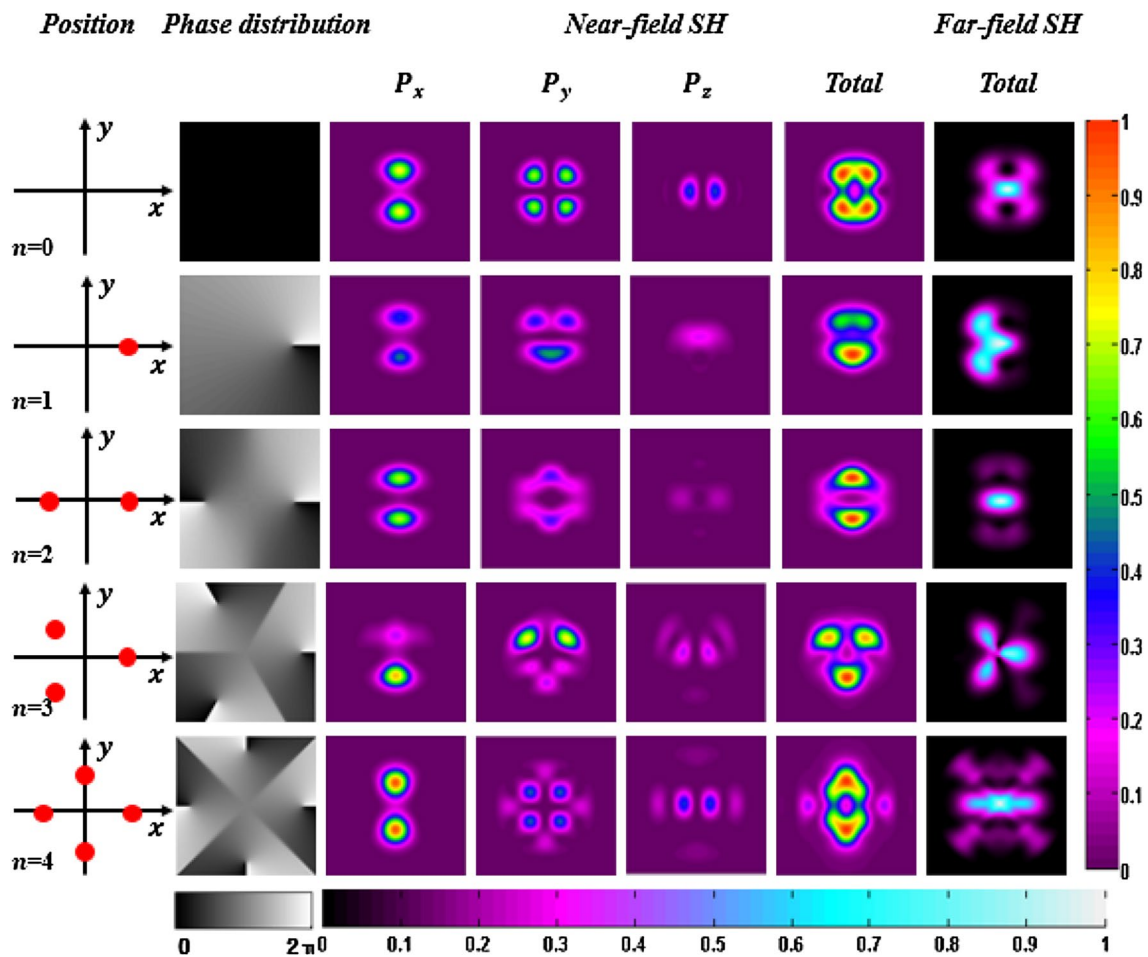 Position Phase distribution Near-field SH Far-field SH
Px Py Pz Total Total
y
x
n=0
y
x
n=1
y
x
n=2
y
x
n=3
y
x
n=4
1
0.9
0.8
0.7
0.6
0.5
0.4
0.3
0.2
0.1
0
0 2π
0 0.1 0.2 0.3 0.4 0.5 0.6 0.7 0.8 0.9 1